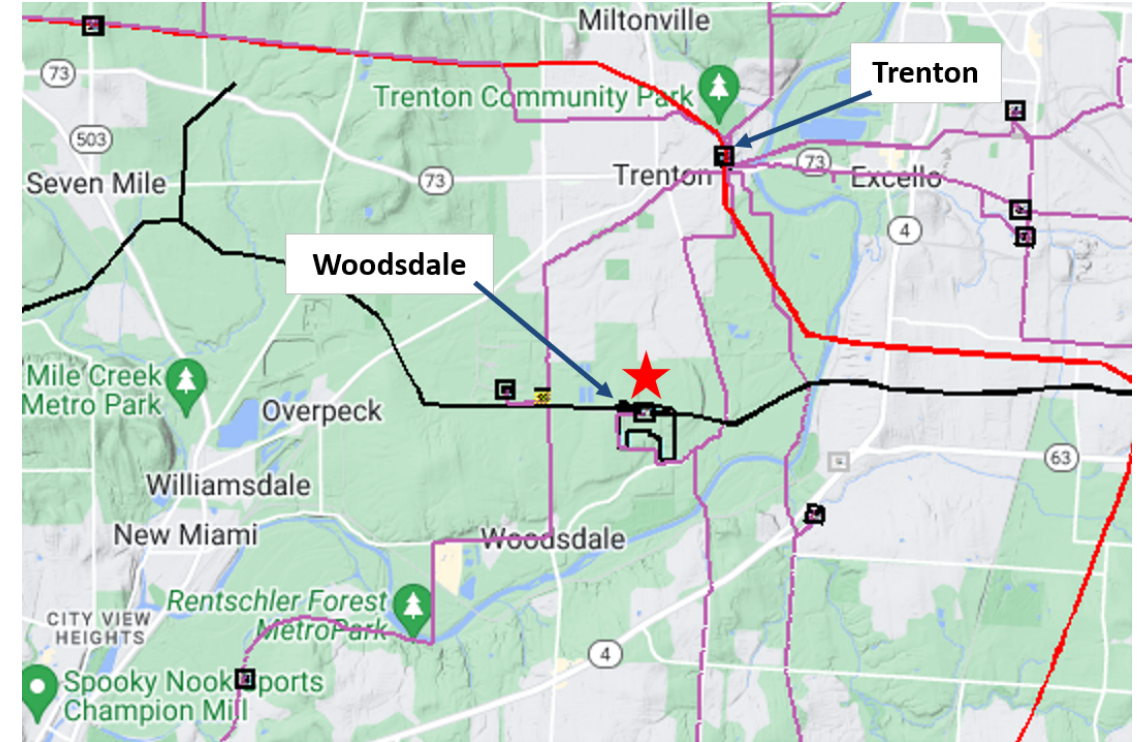 Miltonville
73
Trenton
Trenton Community Park
503
Seven Mile
73
Trenton
73
Excello
4
Woodsdale
Mile Creek
Metro Park
Overpeck
63
Williamsdale
New Miami
Woodsdale
Rentschler Forest
MetroPark
CITY VIEW
HEIGHTS
4
Spooky Nook Sports
Champion Mill